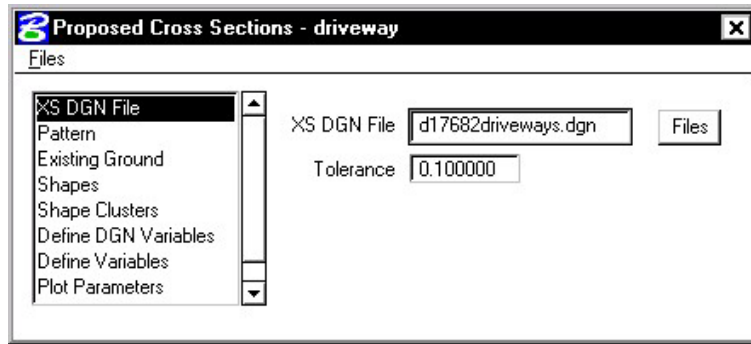 Proposed Cross Sections - driveway
Files
XS DGN File
Pattern
Existing Ground
Shapes
Shape Clusters
Define DGN Variables
Define Variables
Plot Parameters
XS DGN File d17682driveways.dgn Files
Tolerance 0.100000